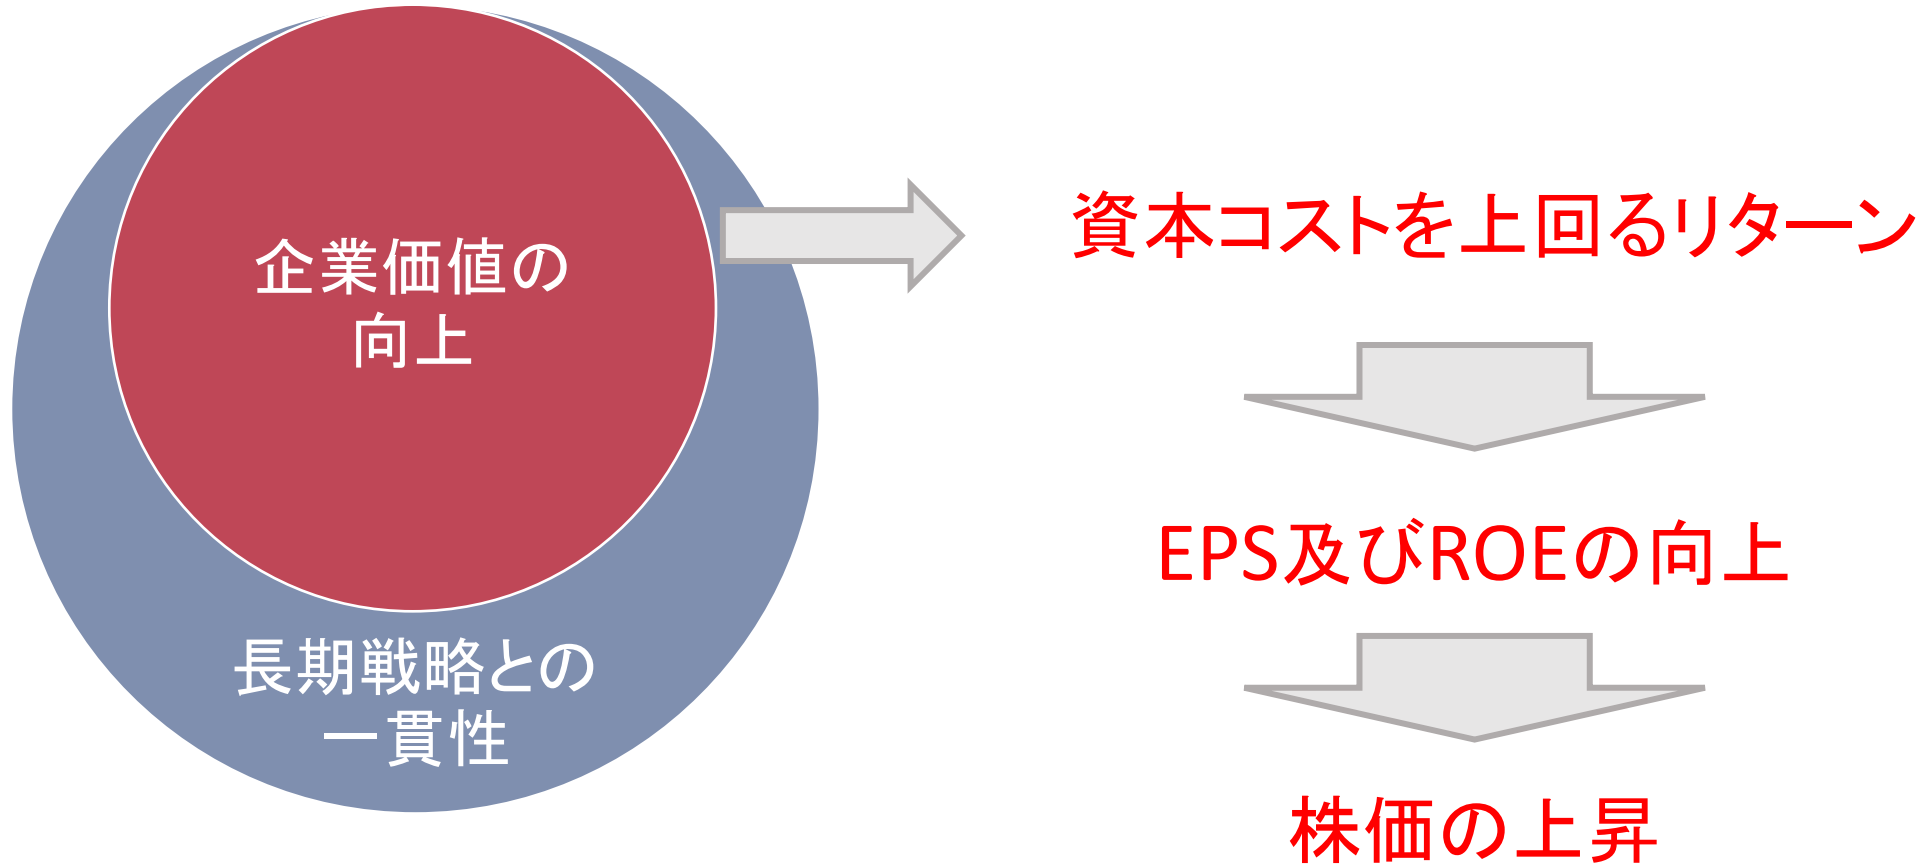 企業価値の
向上
長期戦略との
一貫性
資本コストを上回るリターン
EPS及びROEの向上
株価の上昇